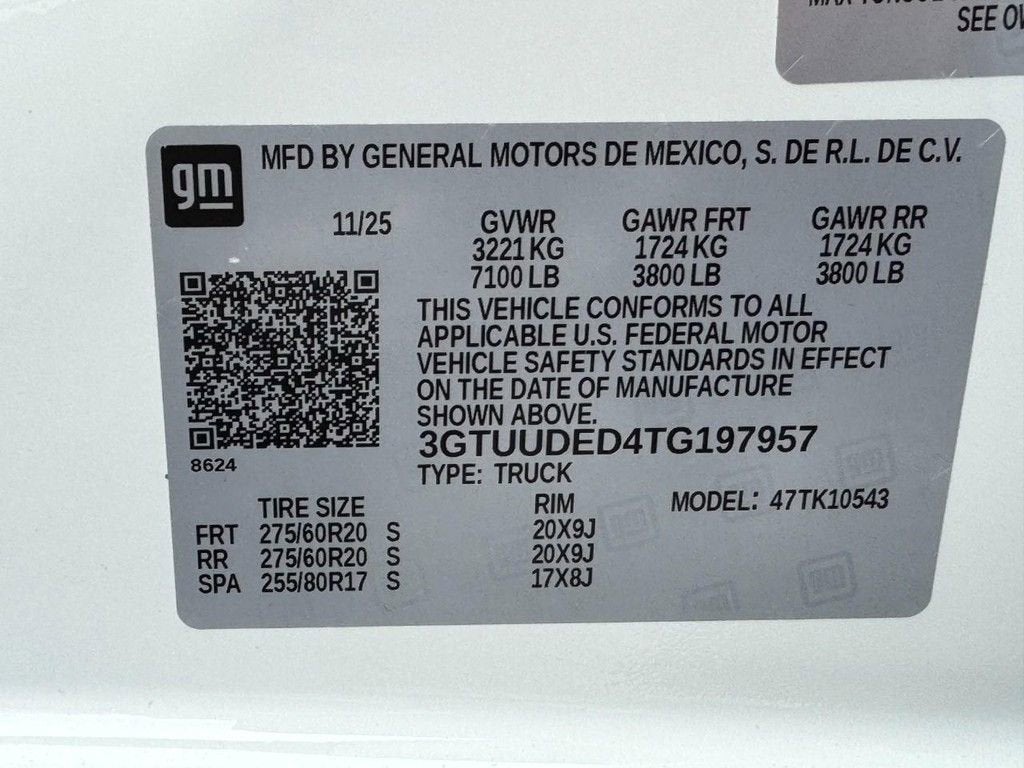 SEE
gm
MFD BY GENERAL MOTORS DE MEXICO, S. DE R.L. DE C.V.
11/25 GVWR GAWR FRT GAWR RR
3221 KG 1724 KG 1724 KG
7100 LB 3800 LB 3800 LB
THIS VEHICLE CONFORMS TO ALL
APPLICABLE U.S. FEDERAL MOTOR
VEHICLE SAFETY STANDARDS IN EFFECT
ON THE DATE OF MANUFACTURE
SHOWN ABOVE.
3GTUUDED4TG197957
8624
TYPE: TRUCK
TIRE SIZE RIM MODEL: 47TK10543
FRT 275/60R20 S 20X9J
RR 275/60R20 S 20X9J
SPA 255/80R17 S 17X8J